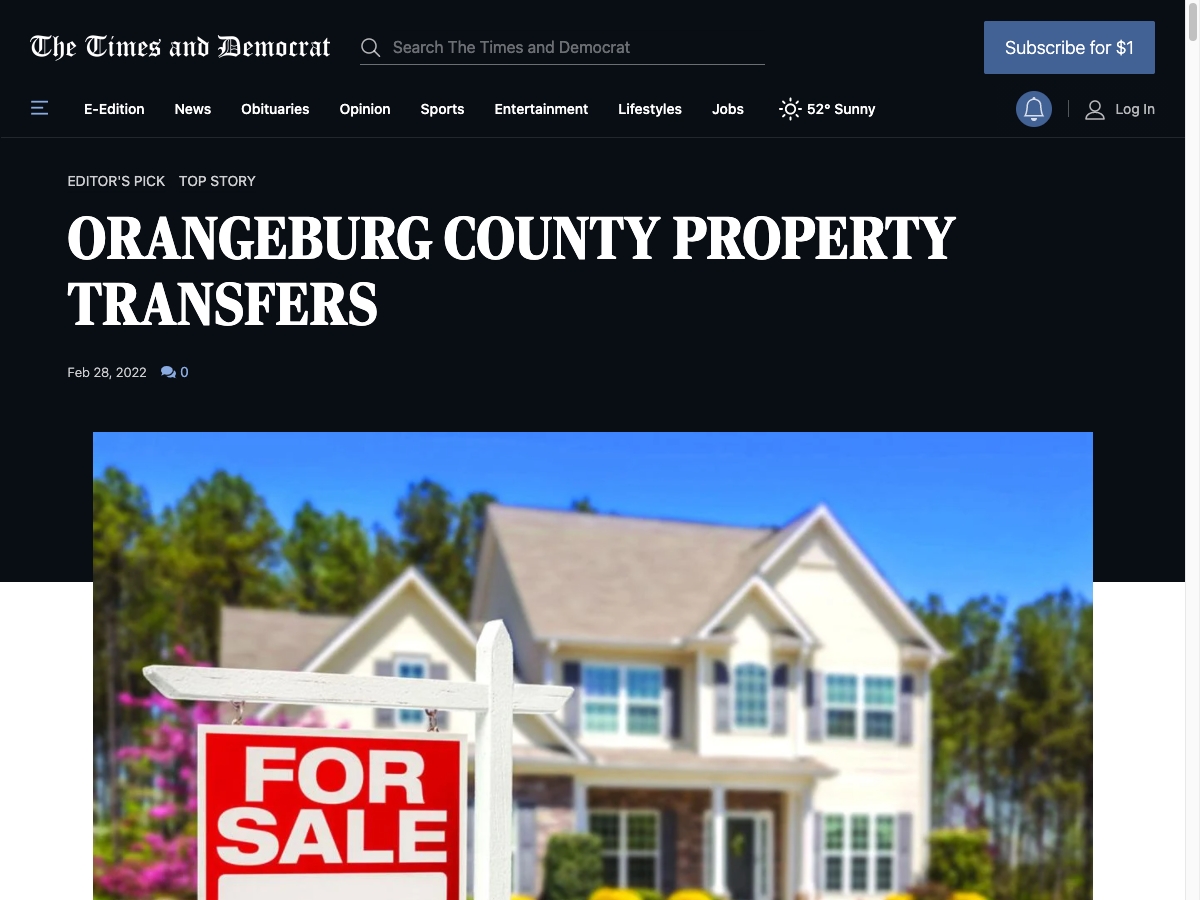 The Times and Democrat
Search The Times and Democrat
Subscribe for $1
E-Edition News Obituaries Opinion Sports Entertainment Lifestyles Jobs 52° Sunny
Log In
EDITOR'S PICK TOP STORY
ORANGEBURG COUNTY PROPERTY
TRANSFERS
Feb 28, 2022 0
FOR
SALE